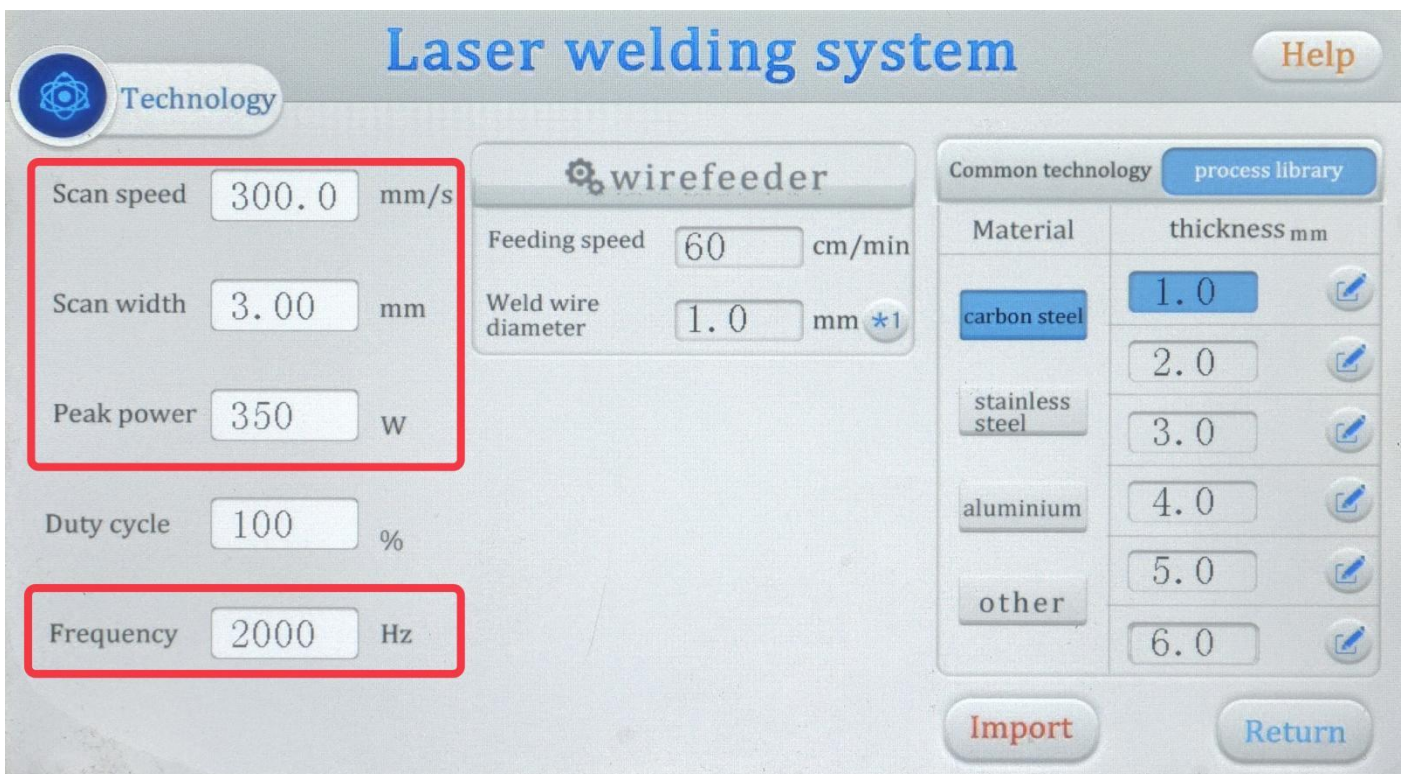 Laser welding system
Help
Technology
Scan speed 300.0 mm/s
Scan width 3.00 mm
Peak power 350 W
Duty cycle 100 %
Frequency 2000 Hz
wirefeeder
Feeding speed 60 cm/min
Weld wire
diameter 1.0 mm *1
Common technology process library
Material thickness mm
carbon steel
stainless
steel
aluminium
other
1.0
2.0
3.0
4.0
5.0
6.0
Import
Return